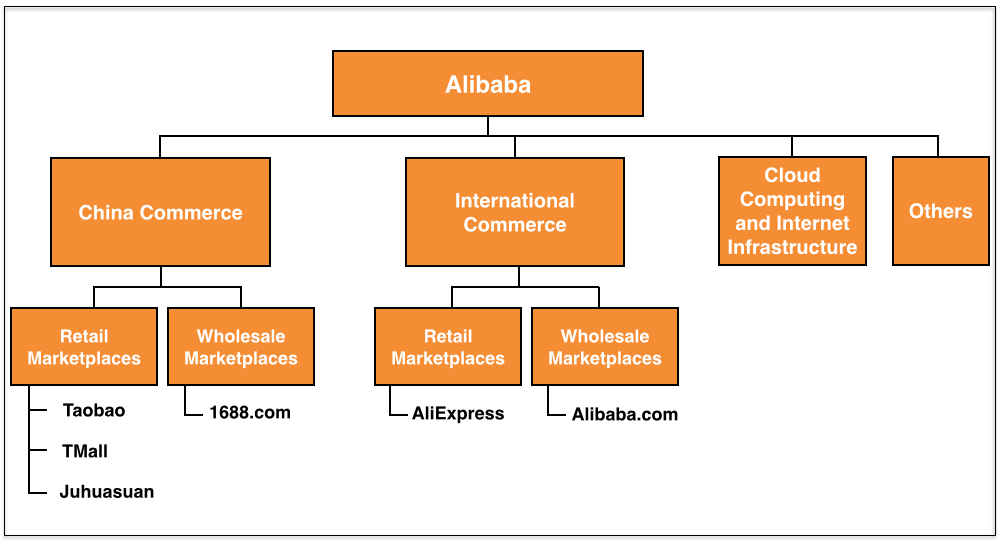 Alibaba
China Commerce
International
Commerce
Cloud
Computing
and Internet
Infrastructure
Others
Retail
Marketplaces
Wholesale
Marketplaces
Retail
Marketplaces
Wholesale
Marketplaces
Taobao
TMall
Juhuasuan
1688.com
AliExpress
Alibaba.com